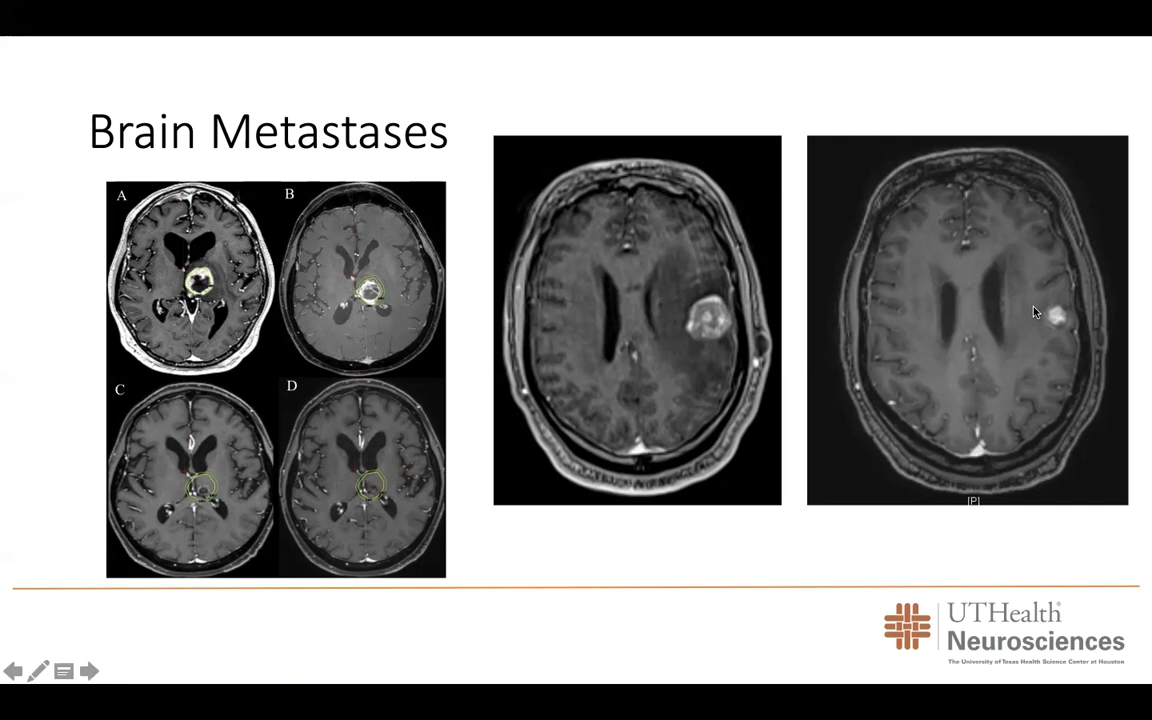 Brain Metastases
A
B
C
D
[P]
UTHealth®
Neurosciences
The University of Texas Health Science Center at Houston